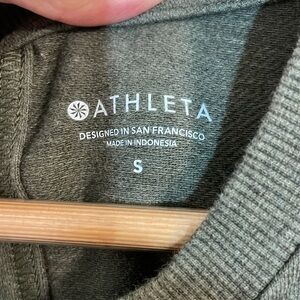 ATHLETA
DESIGNED IN SAN FRANCISCO
MADE IN INDONESIA
S